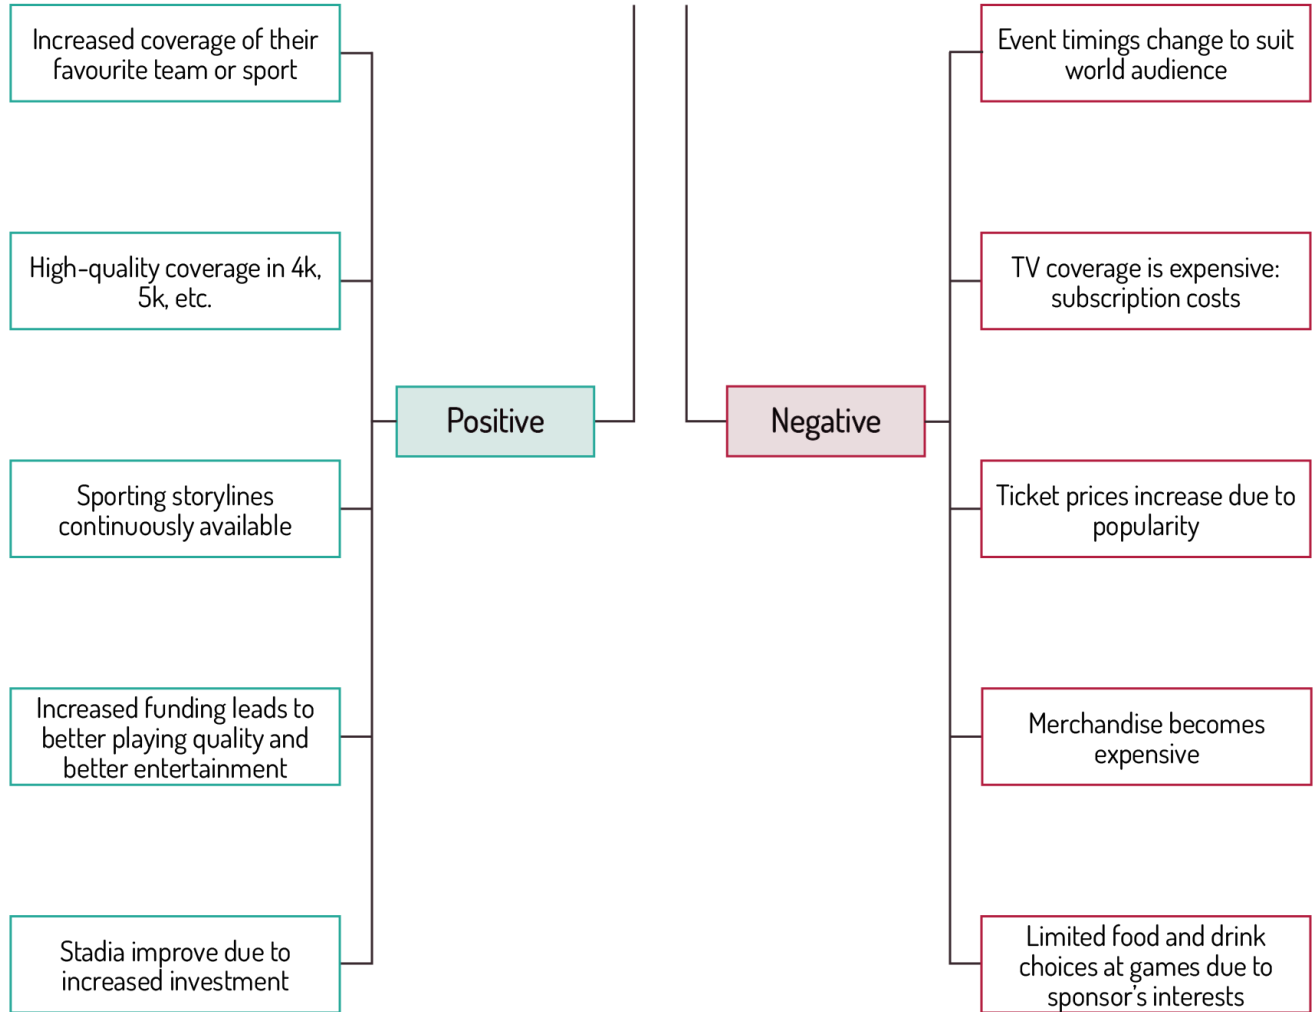 Increased coverage of their
favourite team or sport
High-quality coverage in 4k,
5k, etc.
Sporting storylines
continuously available
Increased funding leads to
better playing quality and
better entertainment
Stadia improve due to
increased investment
Positive
Negative
Event timings change to suit
world audience
TV coverage is expensive:
subscription costs
Ticket prices increase due to
popularity
Merchandise becomes
expensive
Limited food and drink
choices at games due to
sponsor's interests